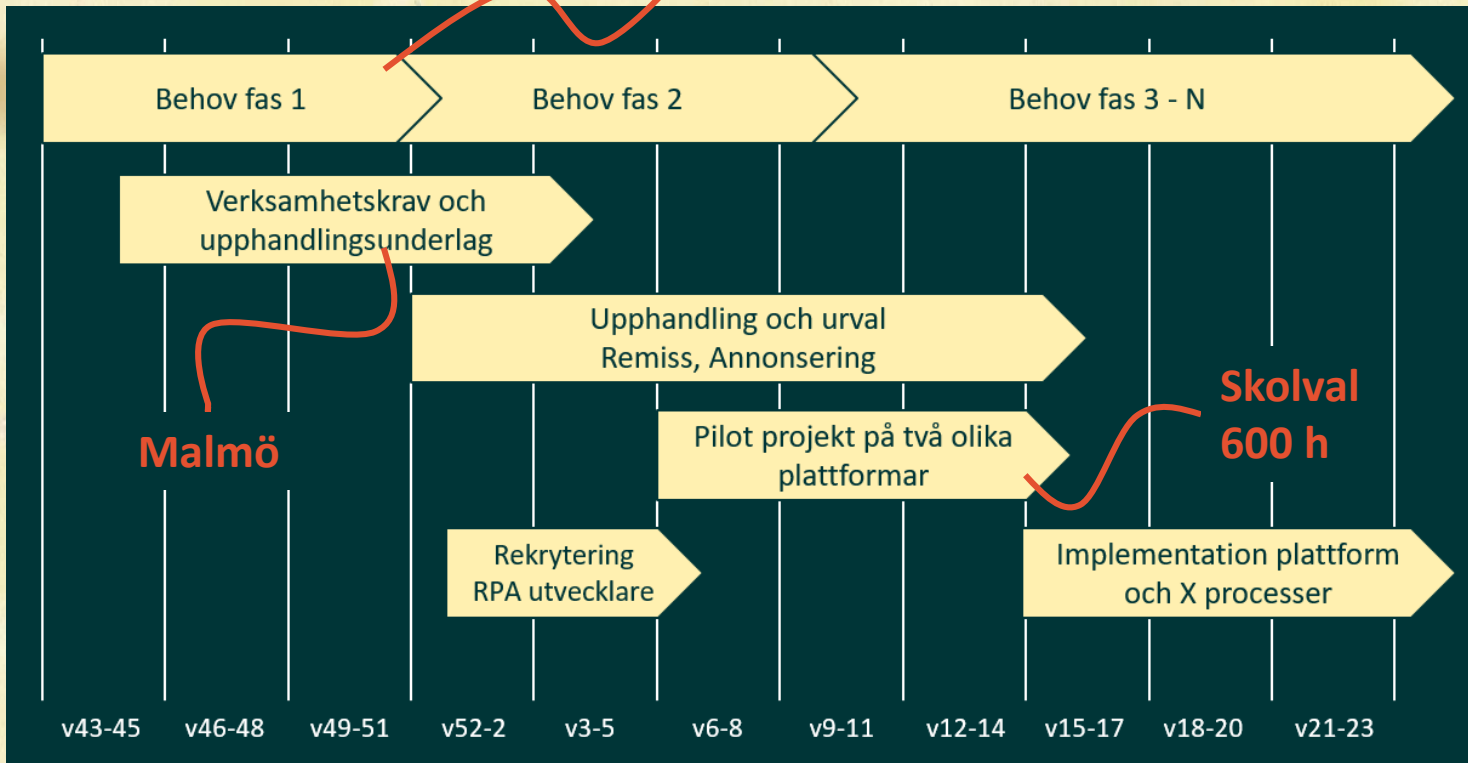 Behov fas 1
Behov fas 2
Behov fas 3 - N
Verksamhetskrav och
upphandlingsunderlag
Upphandling och urval
Remiss, Annonsering
Skolval
600 h
Malmö
Pilot projekt på två olika
plattformar
Rekrytering
RPA utvecklare
Implementation plattform
och X processer
v43-45
v46-48
v49-51
v52-2
v3-5
v6-8
v9-11
v12-14
v15-17
v18-20
v21-23